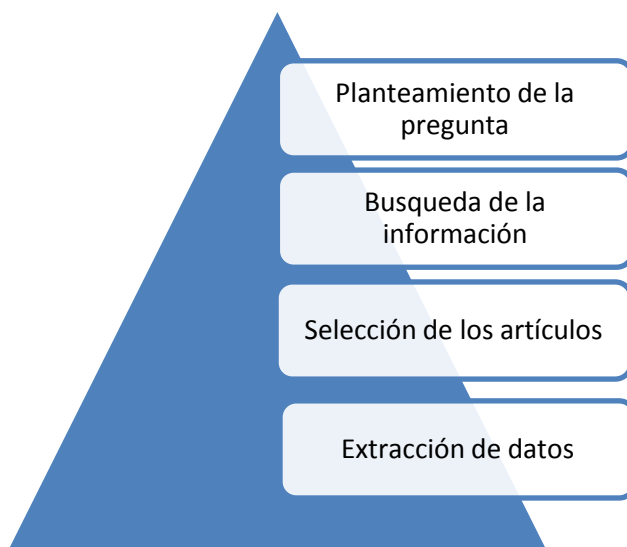 Planteamiento de la
pregunta
Busqueda de la
información
Selección de los artículos
Extracción de datos